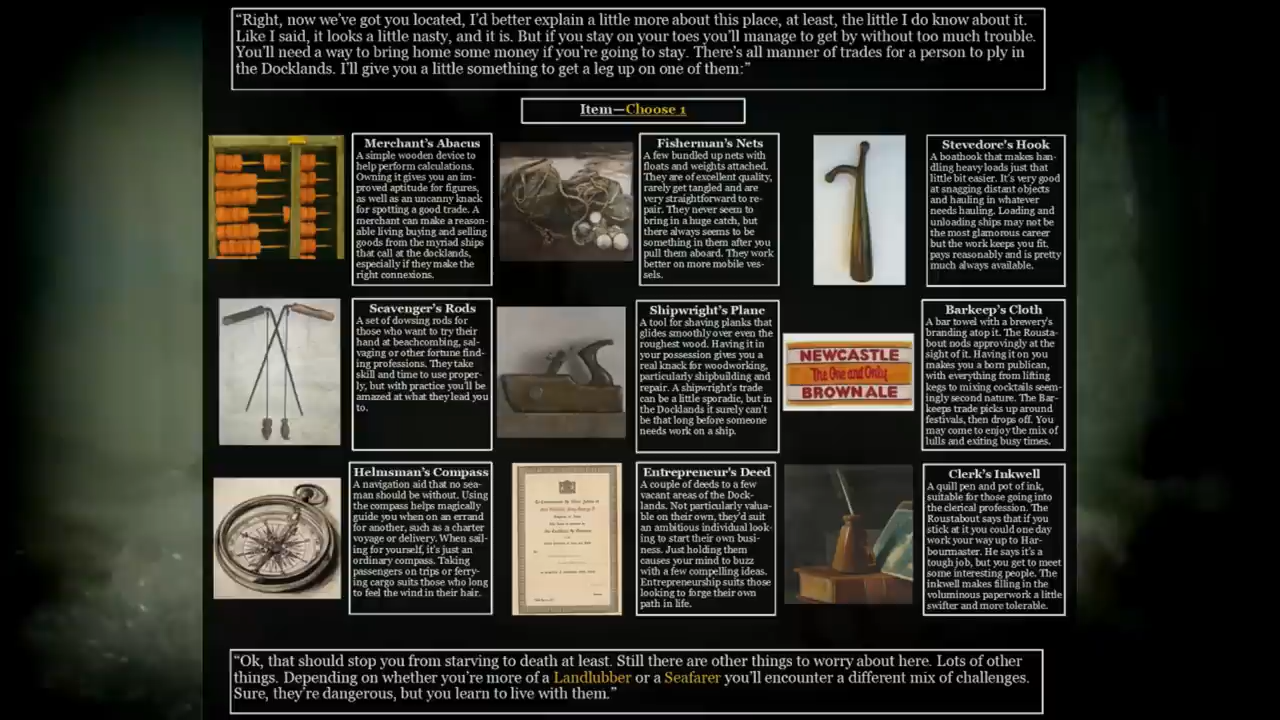 “Right, now we’ve got you located, I’d better explain a little more about this place, at least, the little I do know about it.
Like I said, it looks a little nasty, and it is. But if you stay on your toes you’ll manage to get by without too much trouble.
You’ll need a way to bring home some money if you’re going to stay. There’s all manner of trades for a person to ply in
the Docklands. I’ll give you a little something to get a leg up on one of them:”
Item—Choose 1
Merchant’s Abacus
A simple wooden device to
help perform calculations.
Owning it gives you an im-
proved aptitude for figures,
as well as an uncanny knack
for spotting a good trade. A
merchant can make a reason-
able living buying and selling
goods from the myriad ships
that call at the docklands,
especially if they make the
right connexions.
Fisherman’s Nets
A few bundled up nets with
floats and weights attached.
They are of excellent quality,
rarely get tangled and are
very straightforward to re-
pair. They never seem to
bring in a huge catch, but
there always seems to be
something in them after you
pull them aboard. They work
better on more mobile ves-
sels.
Stevedore’s Hook
A boathook that makes han-
dling heavy loads just that
little bit easier. It’s very good
at snagging distant objects
and hauling in whatever
needs hauling. Loading and
unloading ships may not be
the most glamorous career
but the work keeps you fit,
pays reasonably and is pretty
much always available.
Scavenger’s Rods
A set of dowsing rods for
those who want to try their
hand at beachcombing, sal-
vaging or other fortune find-
ing professions. They take
skill and time to use proper-
ly, but with practice you’ll be
amazed at what they lead you
to.
Shipwright’s Plane
A tool for shaving planks that
glides smoothly over even the
roughest wood. Having it in
your possession gives you a
real knack for woodworking,
particularly shipbuilding and
repair. A shipwright’s trade
can be a little sporadic, but in
the Docklands it surely can’t
be that long before someone
needs work on a ship.
NEWCASTLE
The One and Only
BROWN ALE
Barkeep’s Cloth
A bar towel with a brewery’s
branding atop it. The Rousta-
bout nods approvingly at the
sight of it. Having it on you
makes you a born publican,
with everything from lifting
kegs to mixing cocktails seem-
ingly second nature. The Bar-
keeps trade picks up around
festivals, then drops off. You
may come to enjoy the mix of
lulls and exiting busy times.
Helmsman’s Compass
A navigation aid that no sea-
man should be without. Using
the compass helps magically
guide you when on an errand
for another, such as a charter
voyage or delivery. When sail-
ing for yourself, it’s just an
ordinary compass. Taking
passengers on trips or ferry-
ing cargo suits those who long
to feel the wind in their hair.
Entrepreneur’s Deed
A couple of deeds to a few
vacant areas of the Dock-
lands. Not particularly valua-
ble on their own, they’d suit
an ambitious individual look-
ing to start their own busi-
ness. Just holding them
causes your mind to buzz
with a few compelling ideas.
Entrepreneurship suits those
looking to forge their own
path in life.
Clerk’s Inkwell
A quill pen and pot of ink,
suitable for those going into
the clerical profession. The
Roustabout says that if you
stick at it you could one day
work your way up to Har-
bourmaster. He says it’s a
tough job, but you get to meet
some interesting people. The
inkwell makes filling in the
voluminous paperwork a little
swifter and more tolerable.
“Ok, that should stop you from starving to death at least. Still there are other things to worry about here. Lots of other
things. Depending on whether you’re more of a Landlubber or a Seafarer you’ll encounter a different mix of challenges.
Sure, they’re dangerous, but you learn to live with them.”